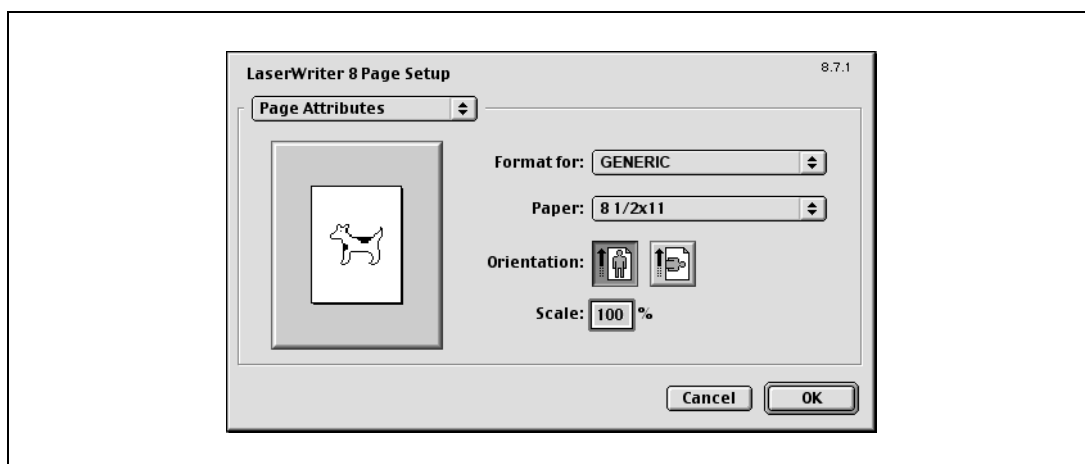 LaserWriter 8 Page Setup 8.7.1
Page Attributes
Format for: GENERIC
Paper: 8 1/2x11
Orientation:
Scale: 100 %
Cancel OK